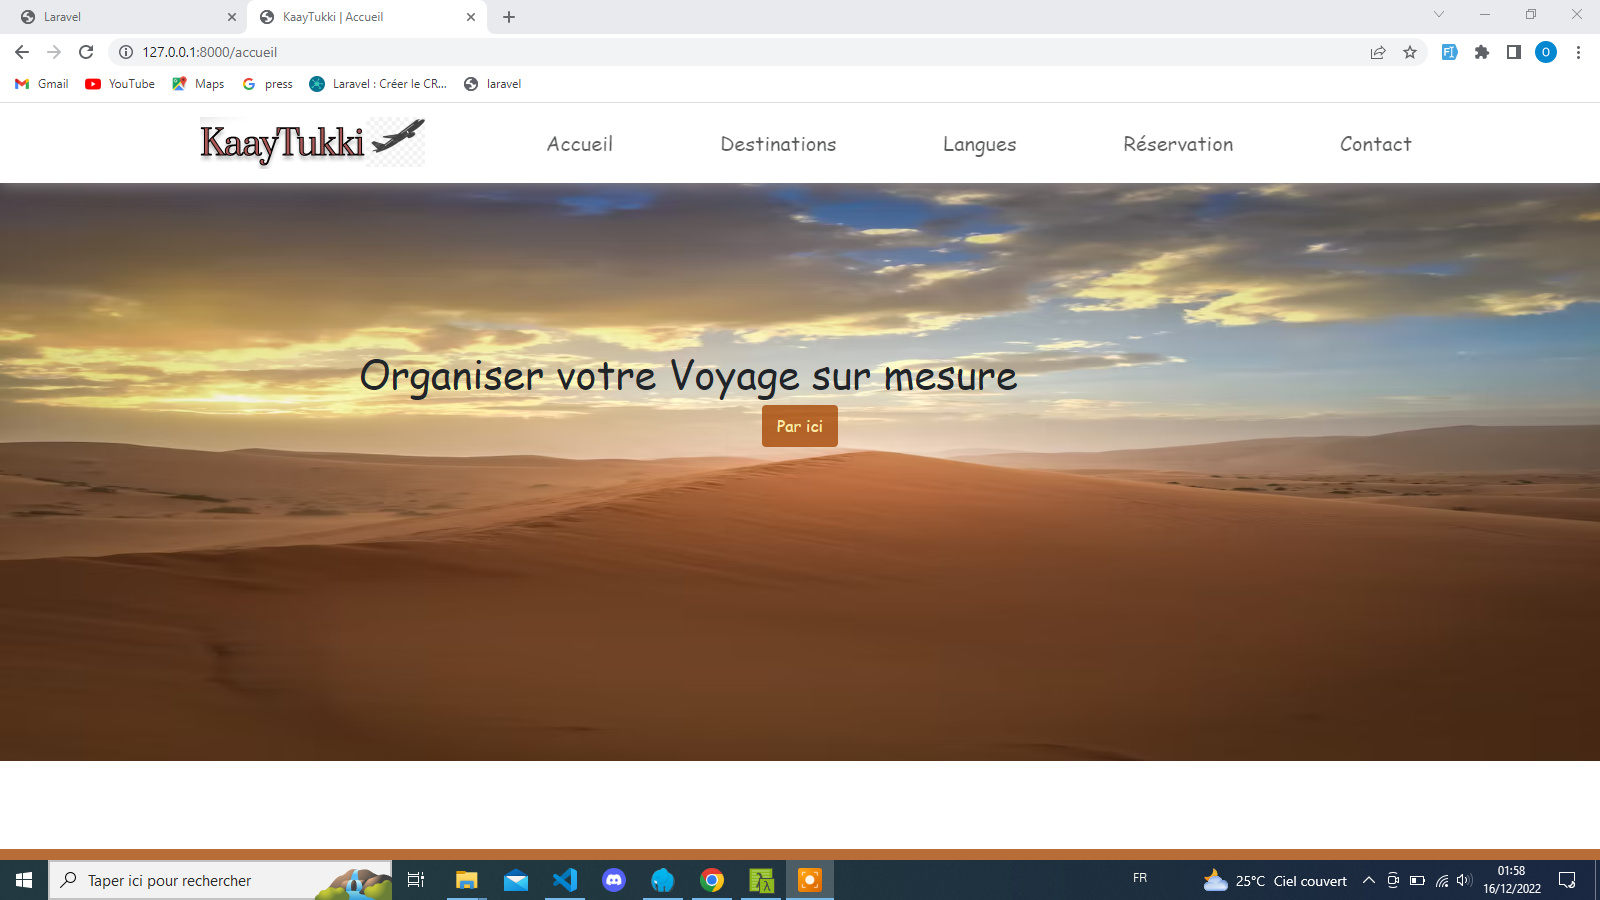 Laravel
KaayTukki | Accueil
127.0.0.1:8000/accueil
FI
O
Gmail
YouTube
Maps
press
Laravel : Créer le CR...
laravel
KaayTukki
Accueil
Destinations
Langues
Réservation
Contact
Organiser votre Voyage sur mesure
Par ici
Taper ici pour rechercher
FR
25°C Ciel couvert
01:58
16/12/2022